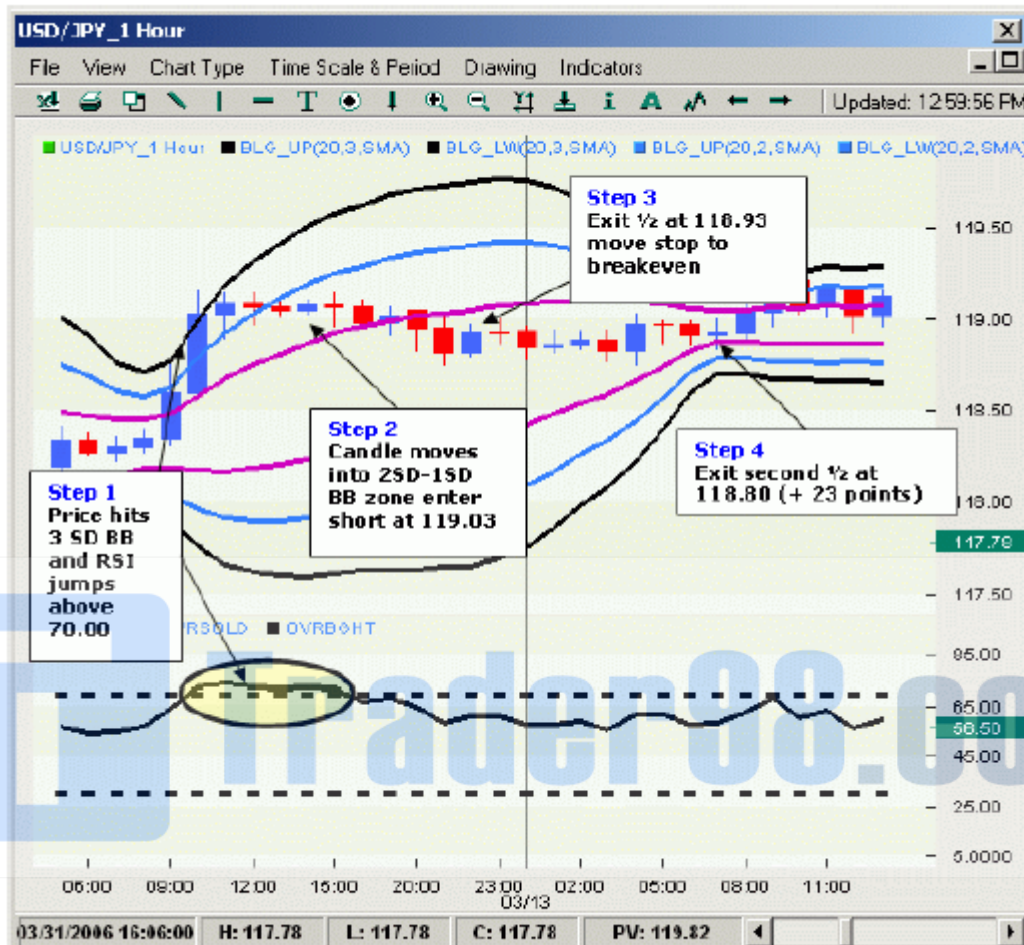 USD/JPY_1 Hour
File View Chart Type Time Scale & Period Drawing Indicators
Updated: 12:59:56 PM
USD/JPY_1 Hour BLG_UP(20,3,SMA) BLG_LW(20,3,SMA) BLG_UP(20,2,SMA) BLG_LW(20,2,SMA)
Step 3
Exit ½ at 118.93
move stop to
breakeven
119.50
119.00
118.50
118.00
117.78
117.50
Step 2
Candle moves
into 2SD-1SD
BB zone enter
short at 119.03
Step 4
Exit second ½ at
118.80 (+ 23 points)
Step 1
Price hits
3 SD BB
and RSI
jumps
above
70.00
VRSOLD OVRBGHT
Trader98.co
85.00
65.00
58.50
45.00
25.00
5.0000
06:00 09:00 12:00 15:00 20:00 23:00 02:00 05:00 08:00 11:00
03/13
03/31/2006 16:06:00 H: 117.78 L: 117.78 C: 117.78 PV: 119.82